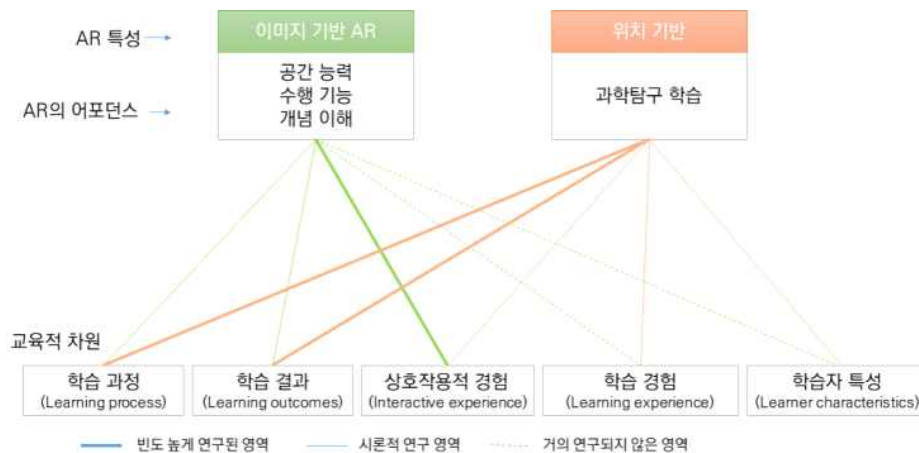 AR 특성
이미지 기반 AR
위치 기반
AR의 어포던스
공간 능력
수행 기능
개념 이해
과학탐구 학습
교육적 차원
학습 과정
(Learning process)
학습 결과
(Learning outcomes)
상호작용적 경험
(Interactive experience)
학습 경험
(Learning experience)
학습자 특성
(Learner characteristics)
빈도 높게 연구된 영역
시론적 연구 영역
거의 연구되지 않은 영역